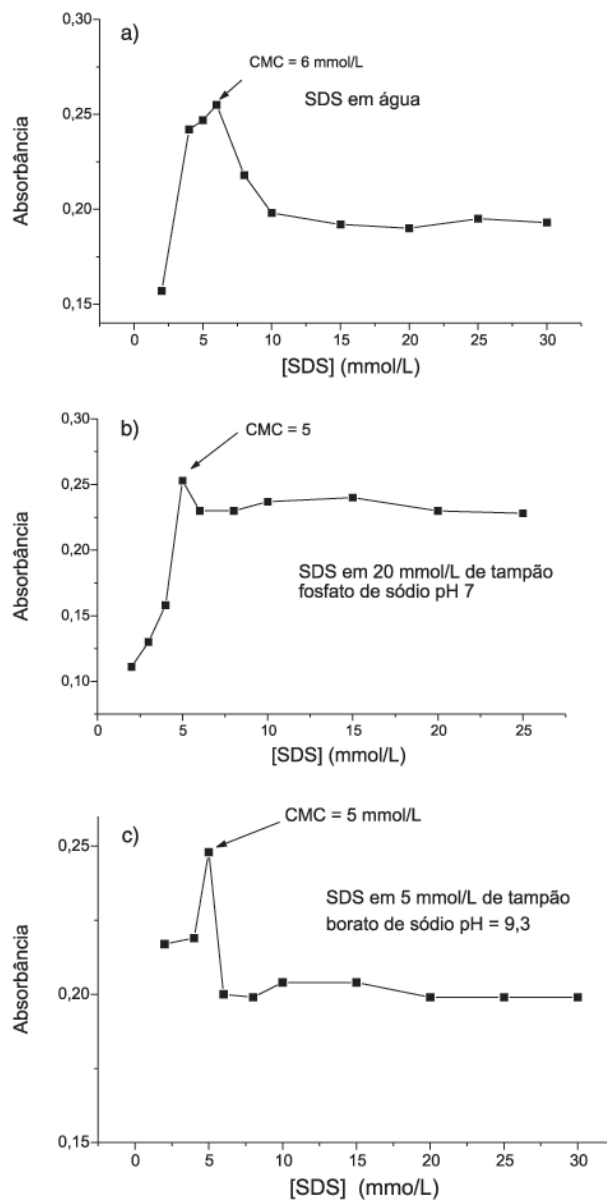 a)
CMC = 6 mmol/L
SDS em água
0,30
0,25
0,20
0,15
Absorbância
0 5 10 15 20 25 30
[SDS] (mmol/L)
b)
CMC = 5
0,30
0,25
0,20
0,15
0,10
Absorbância
SDS em 20 mmol/L de tampão
fosfato de sódio pH 7
0 5 10 15 20 25
[SDS] (mmol/L)
c)
CMC = 5 mmol/L
0,25
0,20
0,15
Absorbância
SDS em 5 mmol/L de tampão
borato de sódio pH = 9,3
0 5 10 15 20 25 30
[SDS] (mmo/L)